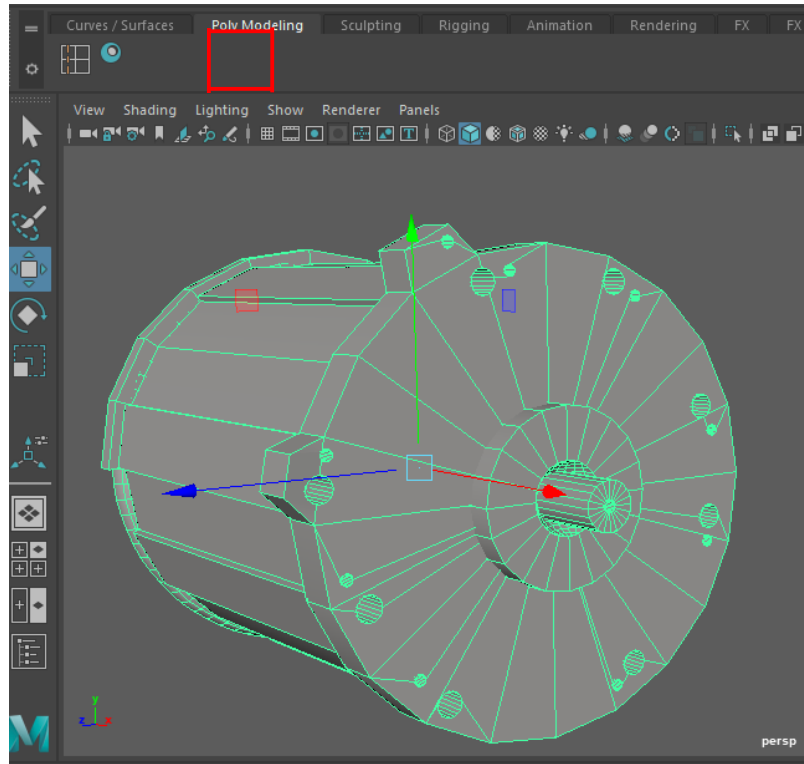 Curves / Surfaces Poly Modeling Sculpting Rigging Animation Rendering FX FX
View Shading Lighting Show Renderer Panels
y
z x
persp